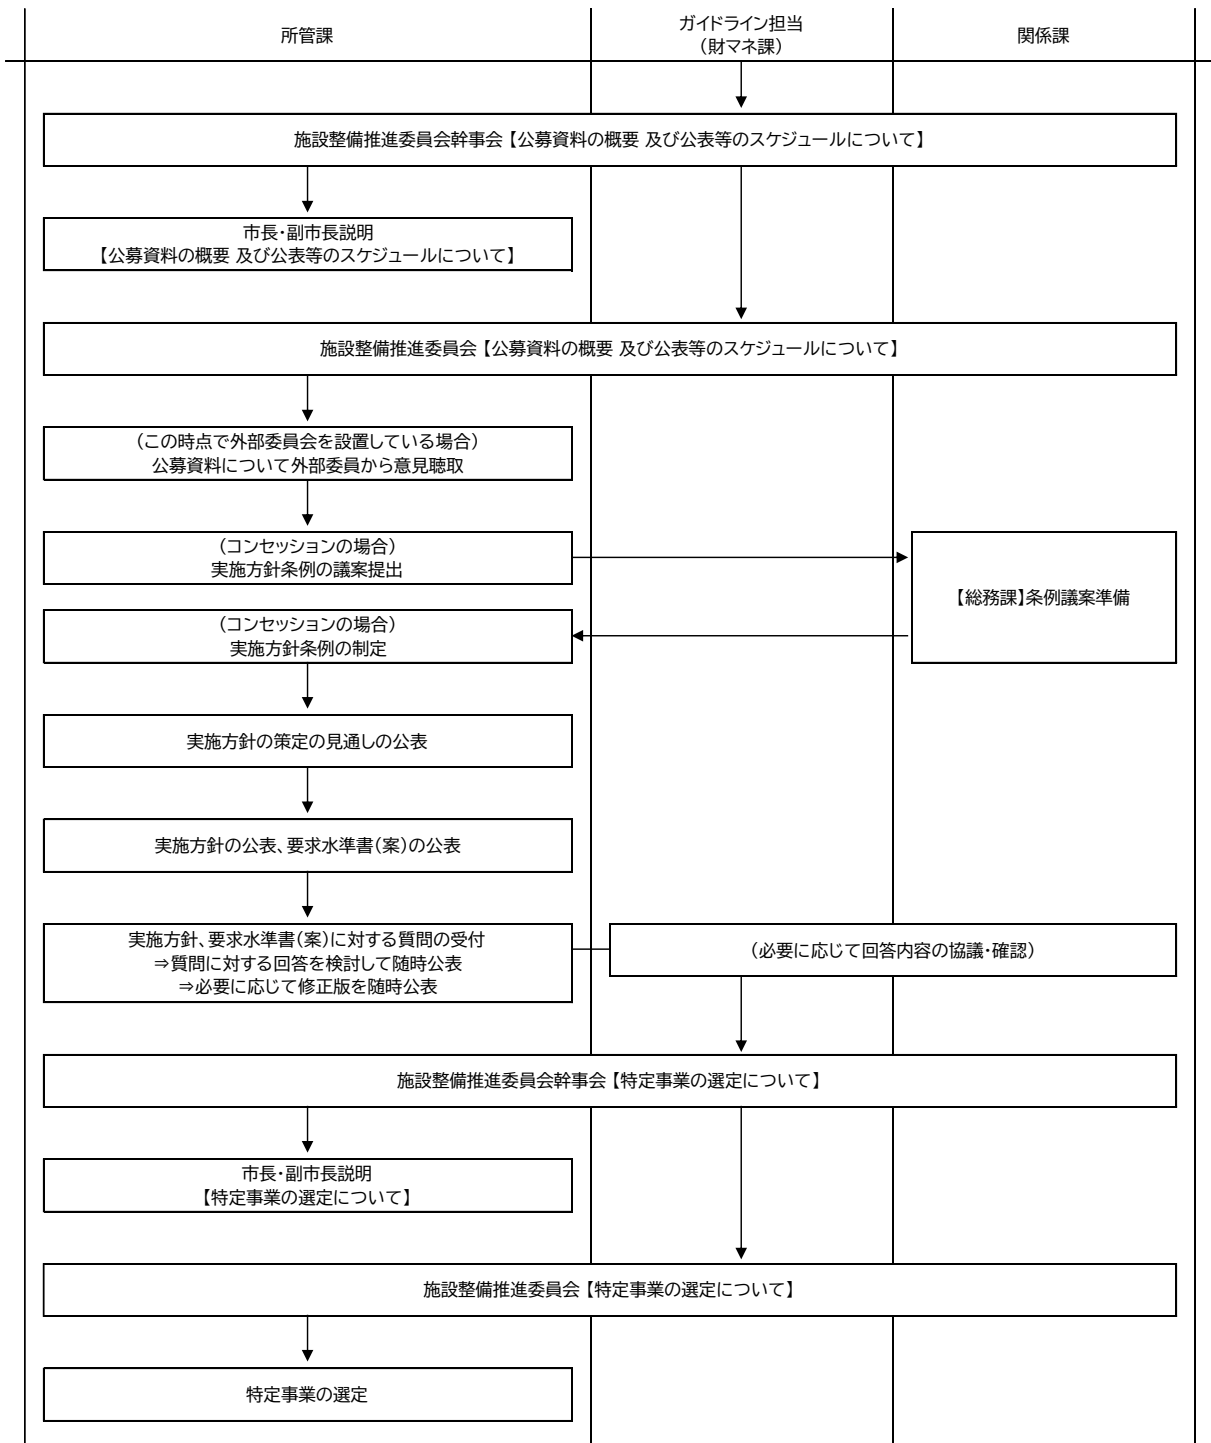 所管課
ガイドライン担当
（財マネ課）
関係課
施設整備推進委員会幹事会【公募資料の概要 及び公表等のスケジュールについて】
市長・副市長説明
【公募資料の概要 及び公表等のスケジュールについて】
施設整備推進委員会【公募資料の概要 及び公表等のスケジュールについて】
（この時点で外部委員会を設置している場合）
公募資料について外部委員から意見聴取
（コンセッションの場合）
実施方針条例の議案提出
【総務課】条例議案準備
（コンセッションの場合）
実施方針条例の制定
実施方針の策定の見通しの公表
実施方針の公表、要求水準書（案）の公表
実施方針、要求水準書（案）に対する質問の受付
⇒質問に対する回答を検討して随時公表
⇒必要に応じて修正版を随時公表
（必要に応じて回答内容の協議・確認）
施設整備推進委員会幹事会【特定事業の選定について】
市長・副市長説明
【特定事業の選定について】
施設整備推進委員会【特定事業の選定について】
特定事業の選定